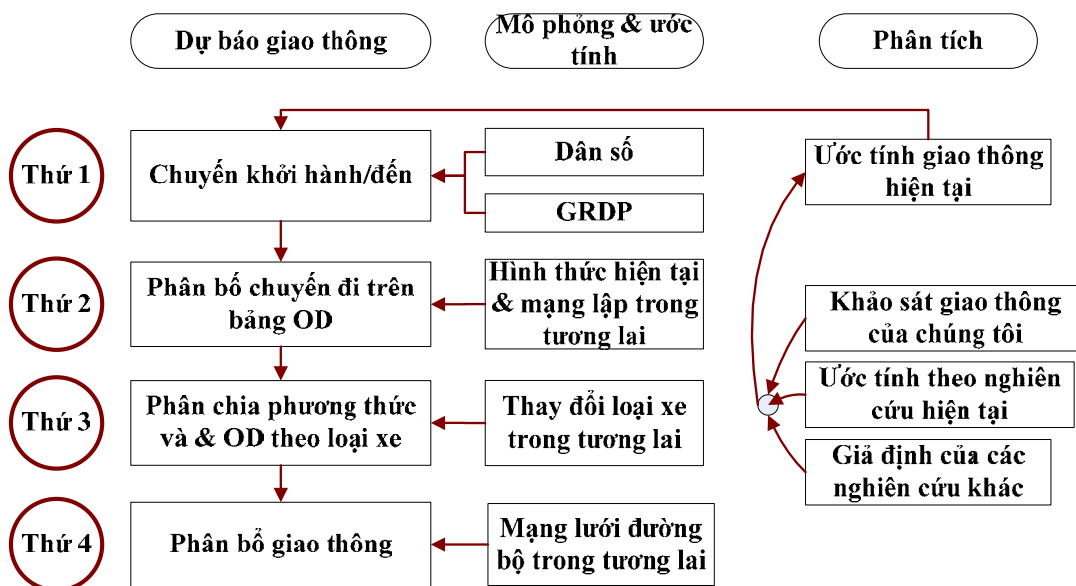 Dự báo giao thông
Mô phỏng & ước
tính
Phân tích
Thứ 1
Chuyến khởi hành/đến
Dân số
GRDP
Ước tính giao thông
hiện tại
Thứ 2
Phân bố chuyến đi trên
bảng OD
Hình thức hiện tại
& mạng lập trong
tương lai
Khảo sát giao thông
của chúng tôi
Thứ 3
Phân chia phương thức
và & OD theo loại xe
Thay đổi loại xe
trong tương lai
Ước tính theo nghiên
cứu hiện tại
Giả định của các
nghiên cứu khác
Thứ 4
Phân bổ giao thông
Mạng lưới đường
bộ trong tương lai